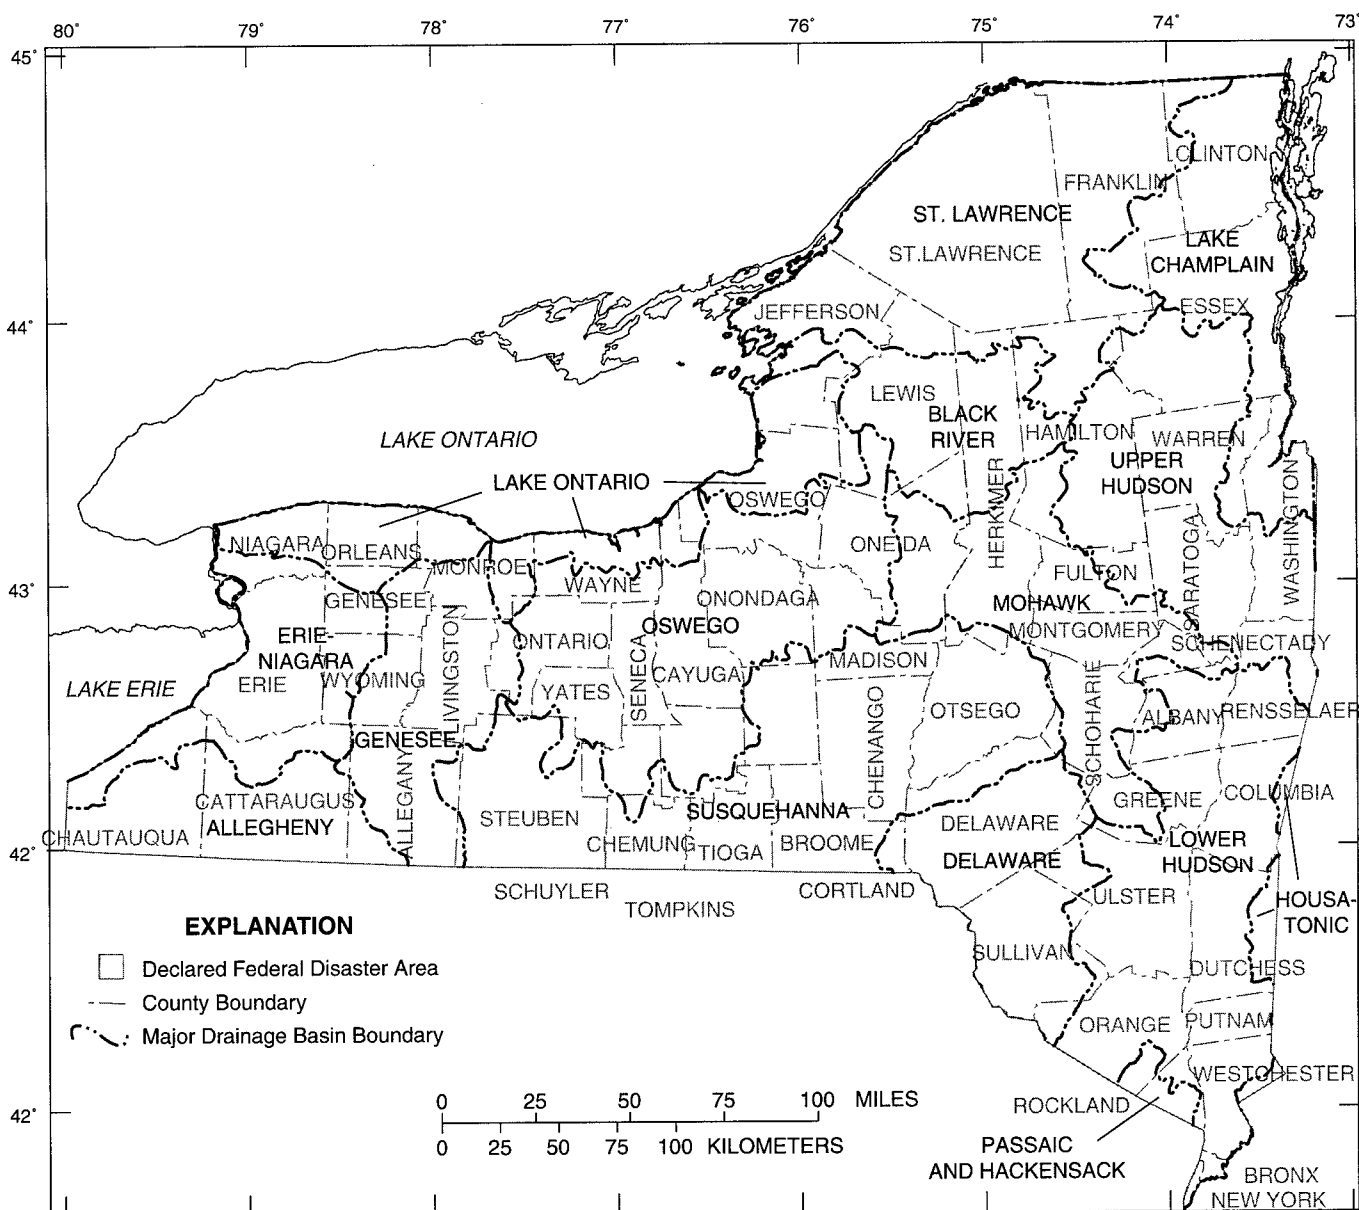 80° 79° 78° 77° 76° 75° 74° 73°
45°
CLINTON
FRANKLIN
ST. LAWRENCE
LAKE
CHAMPLAIN
ST.LAWRENCE
JEFFERSON
ESSEX
44°
LEWIS
BLACK
RIVER
LAKE ONTARIO
HAMILTON
WARREN
UPPER
HUDSON
LAKE ONTARIO
OSWEGO
HERKIMER
WASHINGTON
NIAGARA
ORLEANS
MONROE
WAYNE
ONEIDA
SARATOGA
FULTON
43°
GENESEE
ONONDAGA
MOHAWK
ERIE-
NIAGARA
LIVINGSTON
ONTARIO
OSWEGO
MONTGOMERY
SCHENECTADY
LAKE ERIE
ERIE
WYOMING
YATES
SENECA
CAYUGA
MADISON
OTSEGO
SCHOHARIE
ALBANY
RENSSELAER
GENESEE
CHENANGO
CATTARAUGUS
ALLEGHENY
ALLEGANY
STEUBEN
SUSQUEHANNA
DELAWARE
GREENE
COLUMBIA
CHAUTAUQUA
CHEMUNG
TIOGA
BROOME
DELAWARE
LOWER
HUDSON
42°
SCHUYLER
TOMPKINS
CORTLAND
ULSTER
HOUSA-
TONIC
EXPLANATION
Declared Federal Disaster Area
County Boundary
Major Drainage Basin Boundary
SULLIVAN
DUTCHESS
ORANGE
PUTNAM
WESTCHESTER
42°
0 25 50 75 100 MILES
0 25 50 75 100 KILOMETERS
ROCKLAND
PASSAIC
AND HACKENSACK
BRONX
NEW YORK